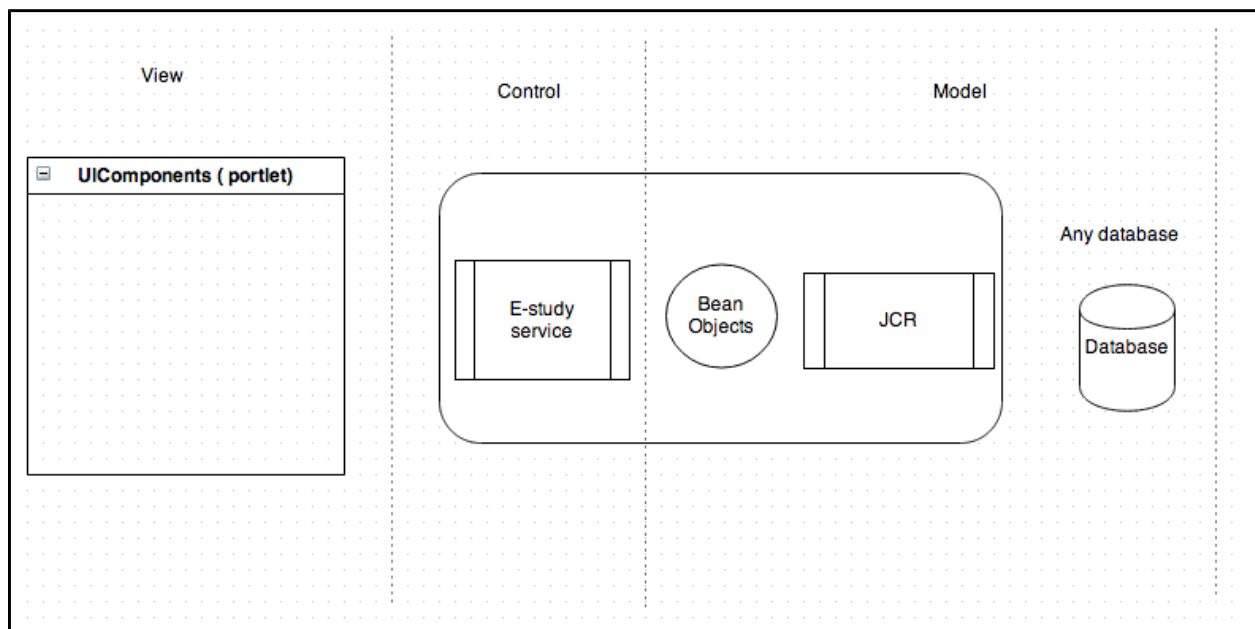 View
Control
Model
UIComponents ( portlet)
E-study
service
Bean
Objects
JCR
Any database
Database